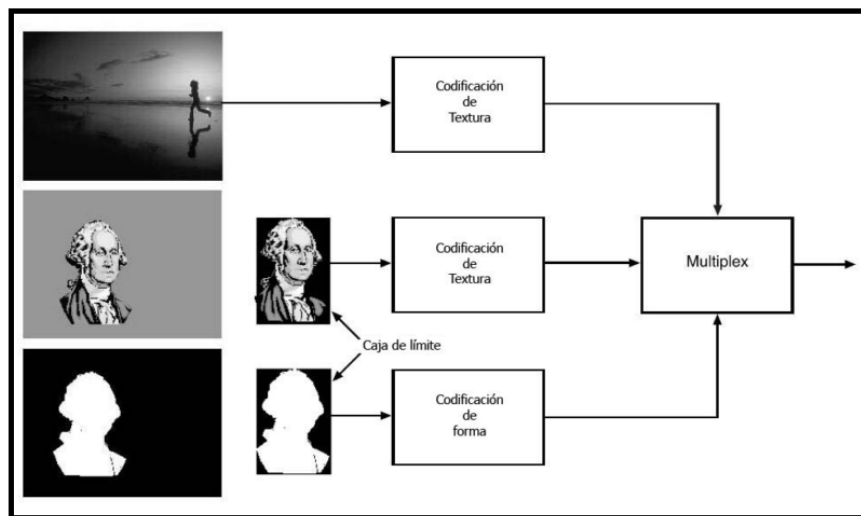 Codificación
de
Textura
Codificación
de
Textura
Multiplex
Caja de límite
Codificación
de
forma